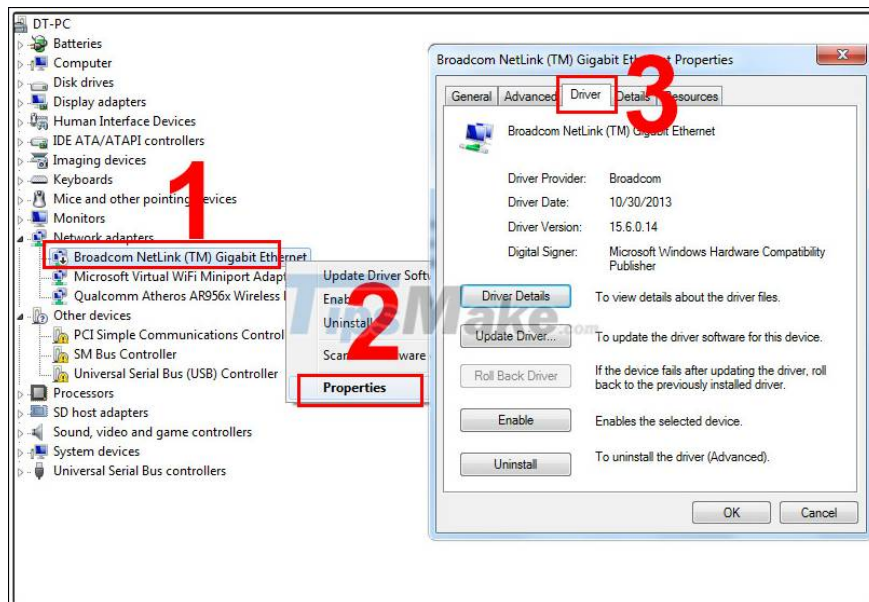 DT-PC
Batteries
Computer
Disk drives
Display adapters
Human Interface Devices
IDE ATA/ATAPI controllers
Imaging devices
Keyboards
Mice and other pointing devices
Monitors
Network adapters
Broadcom NetLink (TM) Gigabit Ethernet
Microsoft Virtual WiFi Miniport Adapt
Qualcomm Atheros AR956x Wireless
Other devices
PCI Simple Communications Control
SM Bus Controller
Universal Serial Bus (USB) Controller
Processors
SD host adapters
Sound, video and game controllers
System devices
Universal Serial Bus controllers
1
Update Driver Softw
Enab
Uninstall
Scan ware
Properties
2
Broadcom NetLink (TM) Gigabit Ethernet Properties
3
General Advanced Driver Details Resources
Broadcom NetLink (TM) Gigabit Ethernet
Driver Provider: Broadcom
Driver Date: 10/30/2013
Driver Version: 15.6.0.14
Digital Signer: Microsoft Windows Hardware Compatibility
Publisher
Driver Details To view details about the driver files.
Update Driver... To update the driver software for this device.
Roll Back Driver If the device fails after updating the driver, roll
back to the previously installed driver.
Enable Enables the selected device.
Uninstall To uninstall the driver (Advanced).
OK Cancel
TipsMake.com